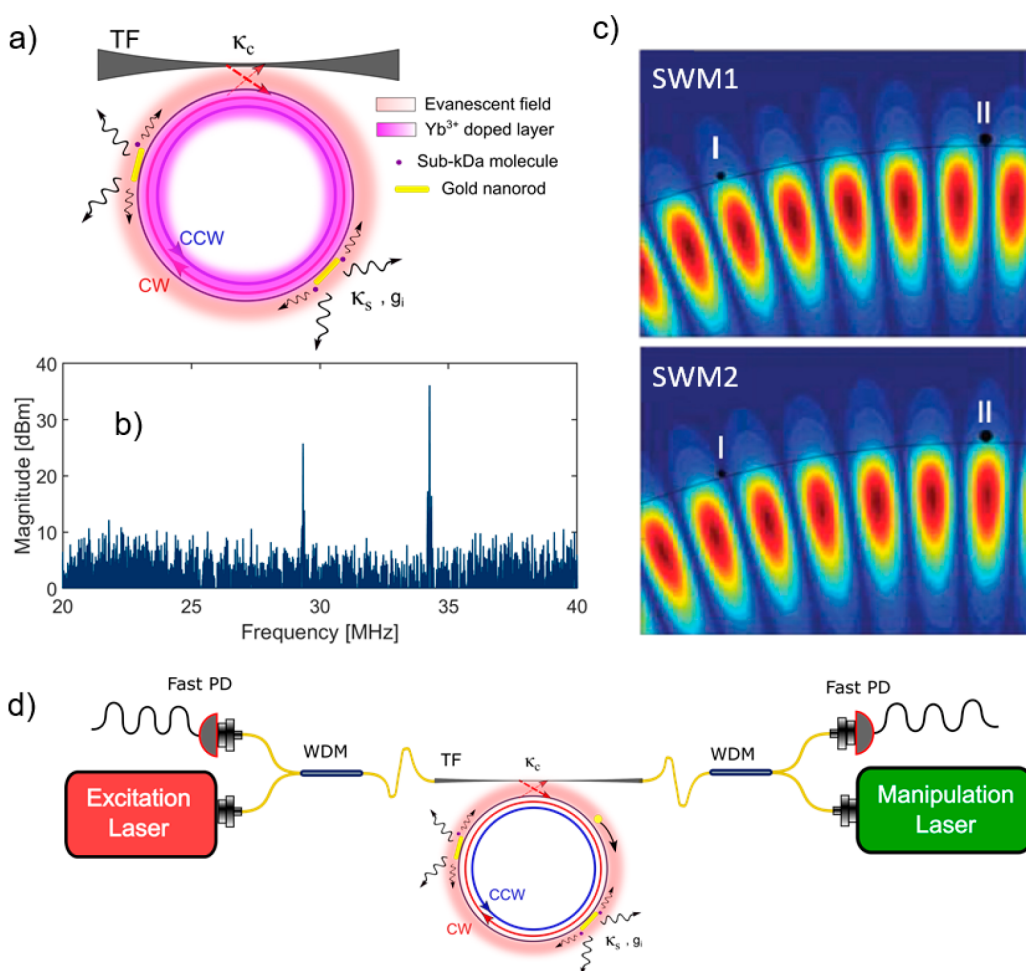 a)
TF
κc
Evanescent field
Yb³⁺ doped layer
Sub-kDa molecule
Gold nanorod
CCW
CW
κs , gi
b)
40
30
20
10
0
Magnitude [dBm]
20
25
30
35
40
Frequency [MHz]
c)
SWM1
I
II
SWM2
I
II
d)
Fast PD
WDM
Excitation
Laser
TF
κc
CCW
CW
κs , gi
WDM
Fast PD
Manipulation
Laser